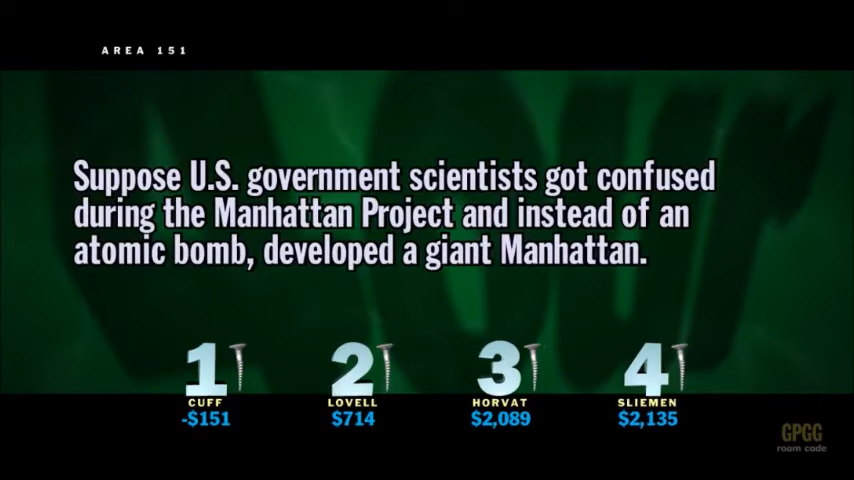 AREA 151
Suppose U.S. government scientists got confused
during the Manhattan Project and instead of an
atomic bomb, developed a giant Manhattan.
1 2 3 4
CUFF LOVELL HORVAT SLIEMEN
-$151 $714 $2,089 $2,135
GPGG
room code